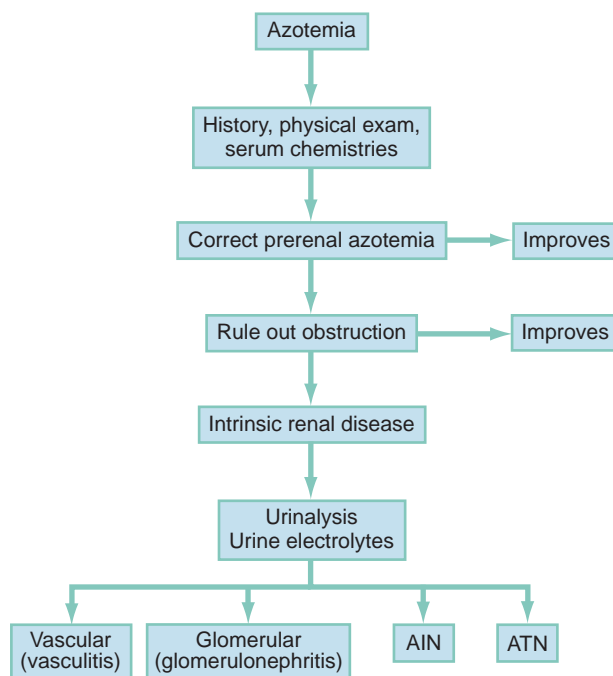 Azotemia
History, physical exam,
serum chemistries
Correct prerenal azotemia
Improves
Rule out obstruction
Improves
Intrinsic renal disease
Urinalysis
Urine electrolytes
Vascular
(vasculitis)
Glomerular
(glomerulonephritis)
AIN
ATN